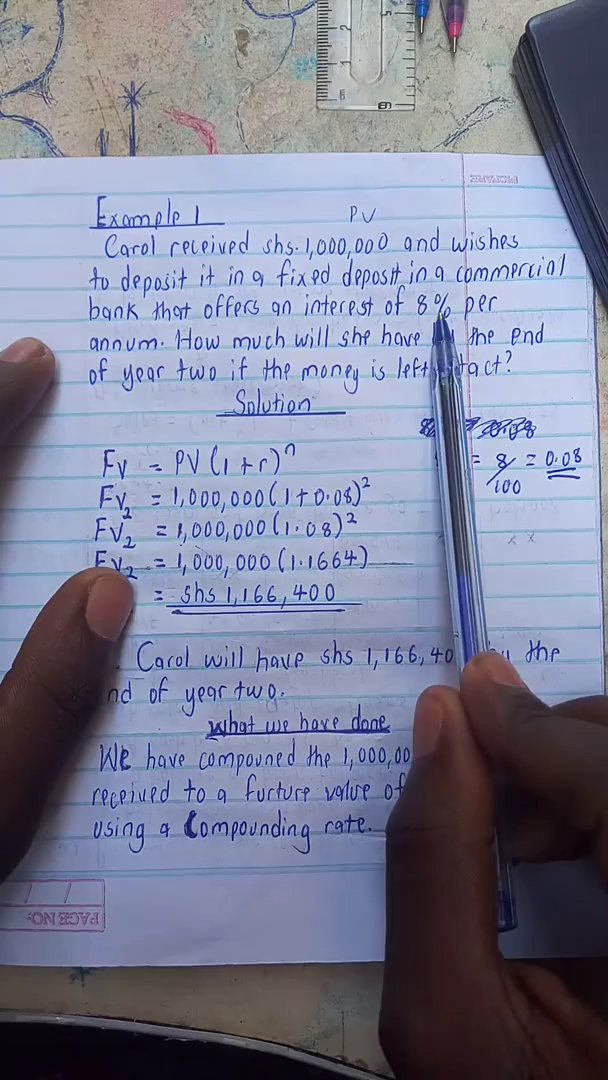 Example 1
PV
Carol received shs. 1,000,000 and wishes
to deposit it in a fixed deposit in a commercial
bank that offers an interest of 8% per
annum. How much will she have the end
of year two if the money is left
Solution
FV = PV (1+r)^n
FV2 = 1,000,000 (1+0.08)^2
FV2 = 1,000,000 (1.08)^2
FV2 = 1,000,000 (1.1664)
= shs 1,166,400
= 8/100 = 0.08
Carol will have shs 1,166,40 the
of year two.
What we have done
We have compouned the 1,000,00
received to a furture value of
using a Compounding rate.
PAGE NO: